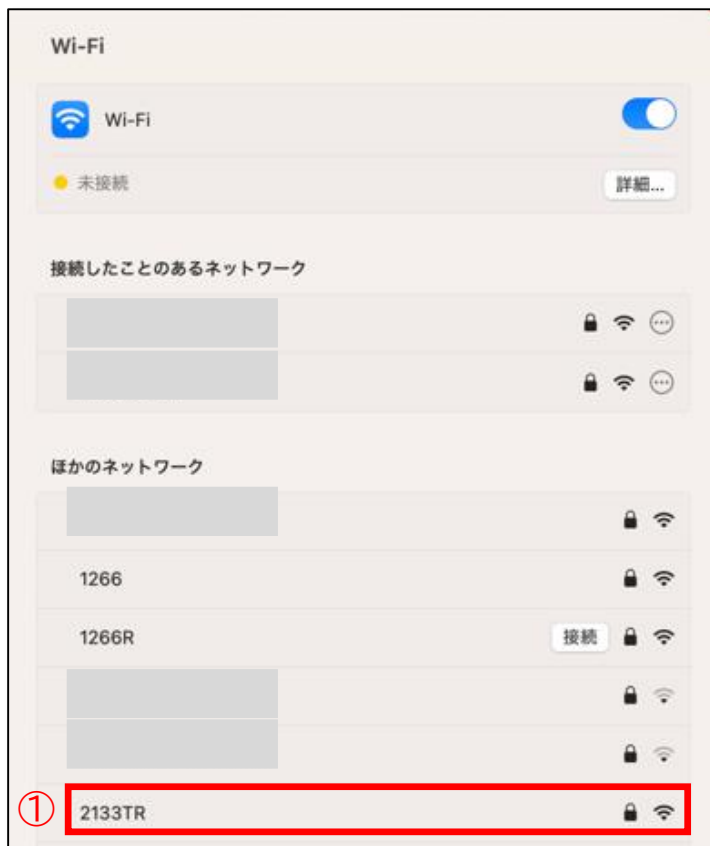 Wi-Fi
Wi-Fi
未接続
詳細...
接続したことのあるネットワーク
ほかのネットワーク
1266
1266R 接続
① 2133TR